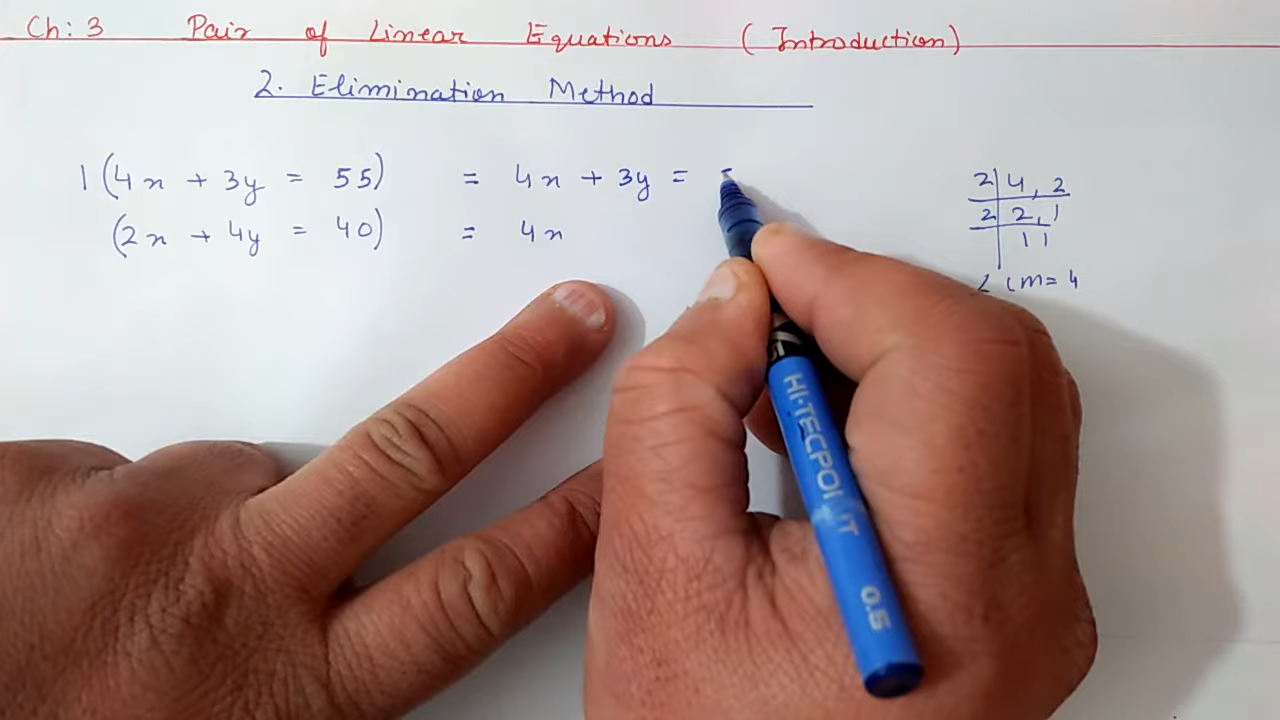 Ch: 3 Pair of Linear Equations (Introduction)
2. Elimination Method
1(4x + 3y = 55) = 4x + 3y =
(2x + 4y = 40) = 4x
2 4, 2
2 2, 1
1 1
LCM = 4
HI-TECPOINT 0.5